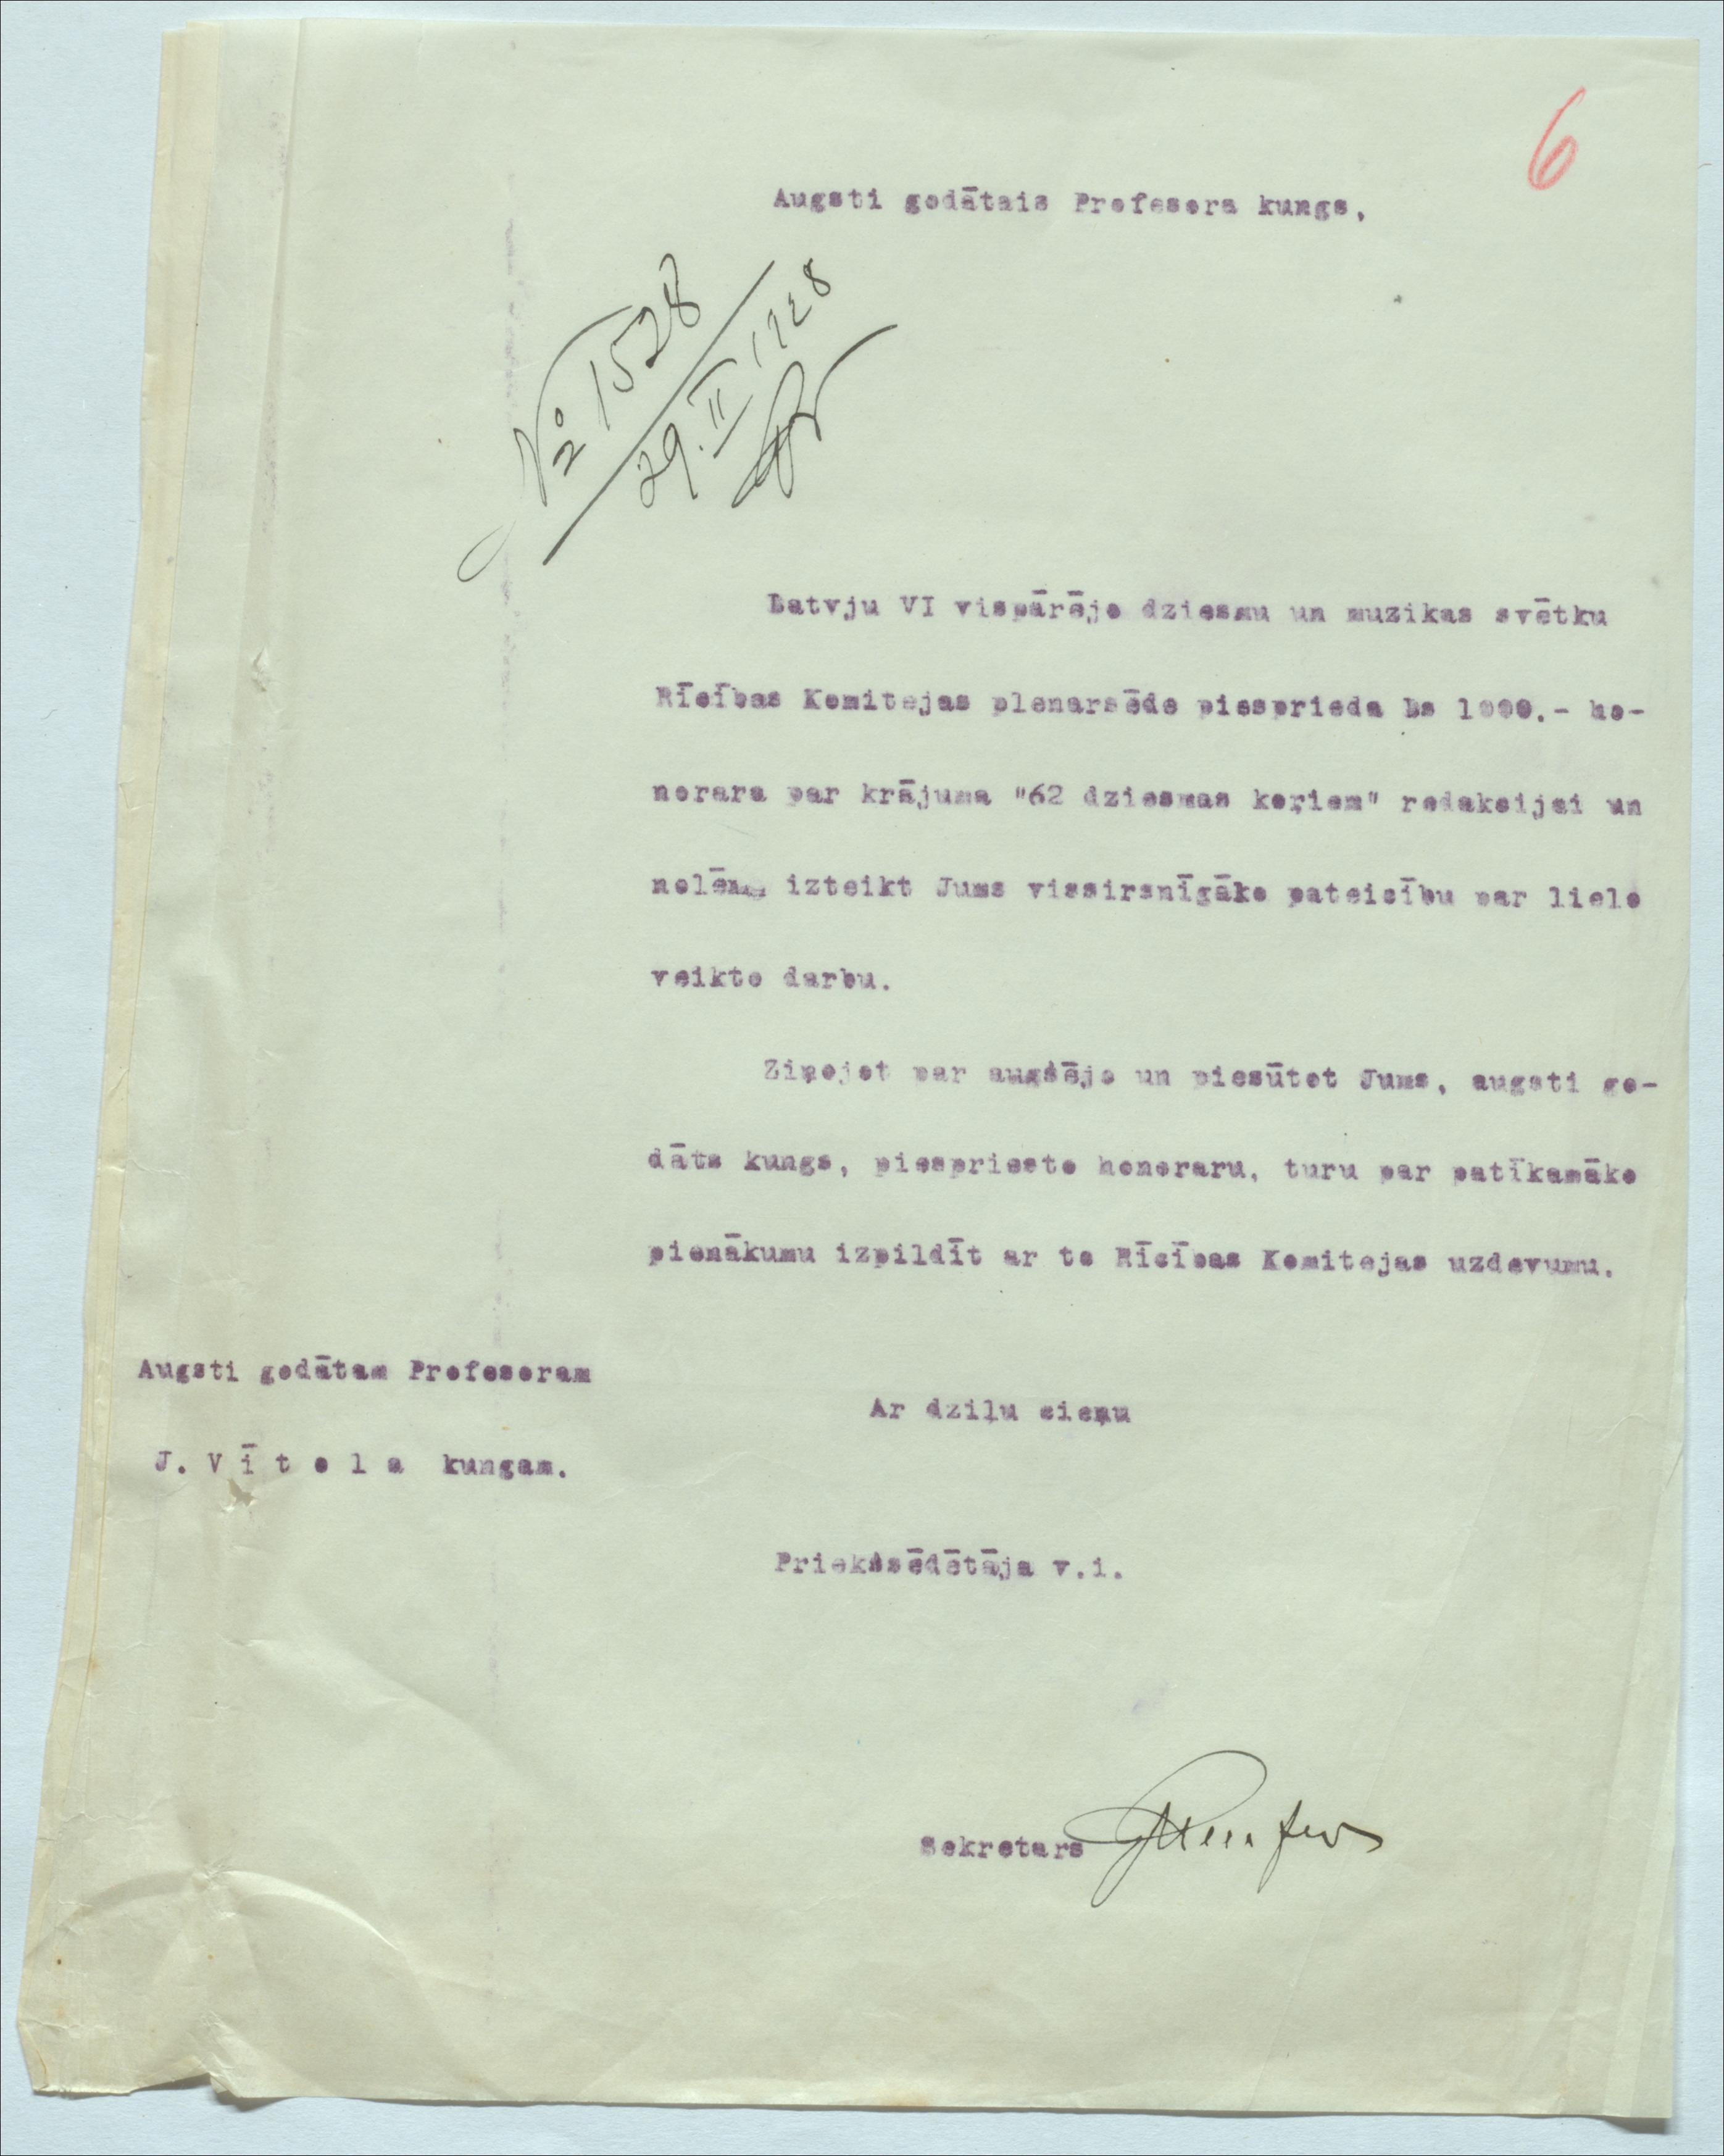 6
Augsti godātais Profesora kungs,
№ 1528
29. II 1928
Latvju VI vispārējo dziesmu un muzikas svētku
Rīcības Komitejas plenarsēde piesprieda Ls 1000.- ho-
norara par krājuma "62 dziesmas koŗiem" redakcijai un
nolēma izteikt Jums vissirsnīgāko pateicību par lielo
veikto darbu.
Ziņojot par augšējo un piesūtot Jums, augsti go-
dāts kungs, piespriesto honoraru, turu par patīkamāko
pienākumu izpildīt ar to Rīcības Komitejas uzdevumu.
Augsti godātam Profesoram
J. Vītola kungam.
Ar dziļu cieņu
Priekšsēdētāja v.i.
Sekretars